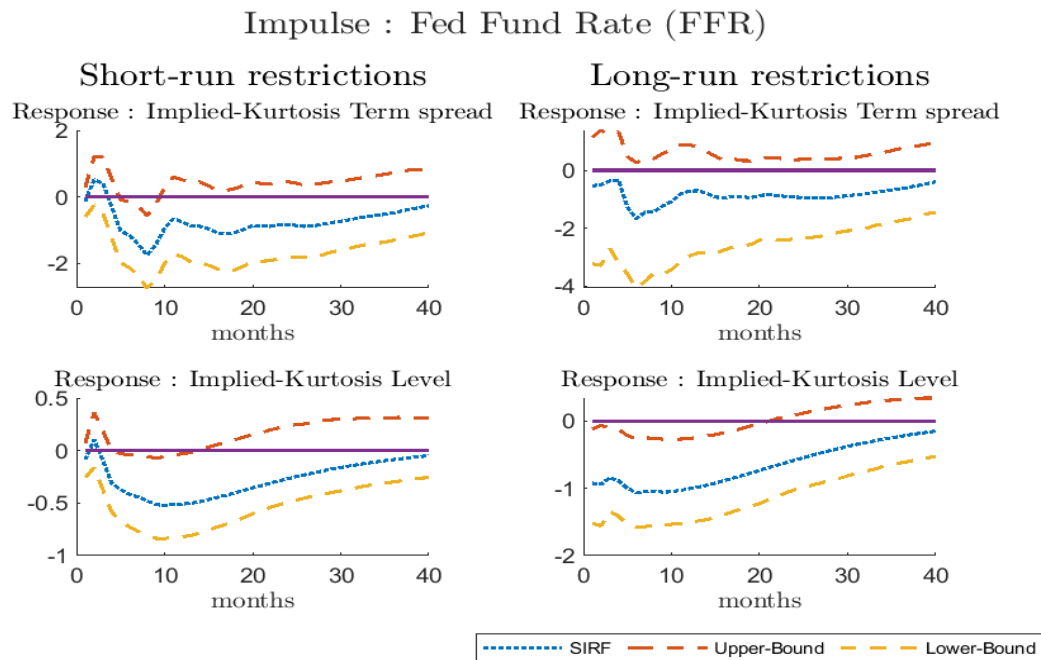 Impulse : Fed Fund Rate (FFR)
Short-run restrictions
Response : Implied-Kurtosis Term spread
2
0
-2
0 10 20 30 40
months
Long-run restrictions
Response : Implied-Kurtosis Term spread
0
-2
-4
0 10 20 30 40
months
Response : Implied-Kurtosis Level
0.5
0
-0.5
-1
0 10 20 30 40
months
Response : Implied-Kurtosis Level
0
-1
-2
0 10 20 30 40
months
SIRF Upper-Bound Lower-Bound